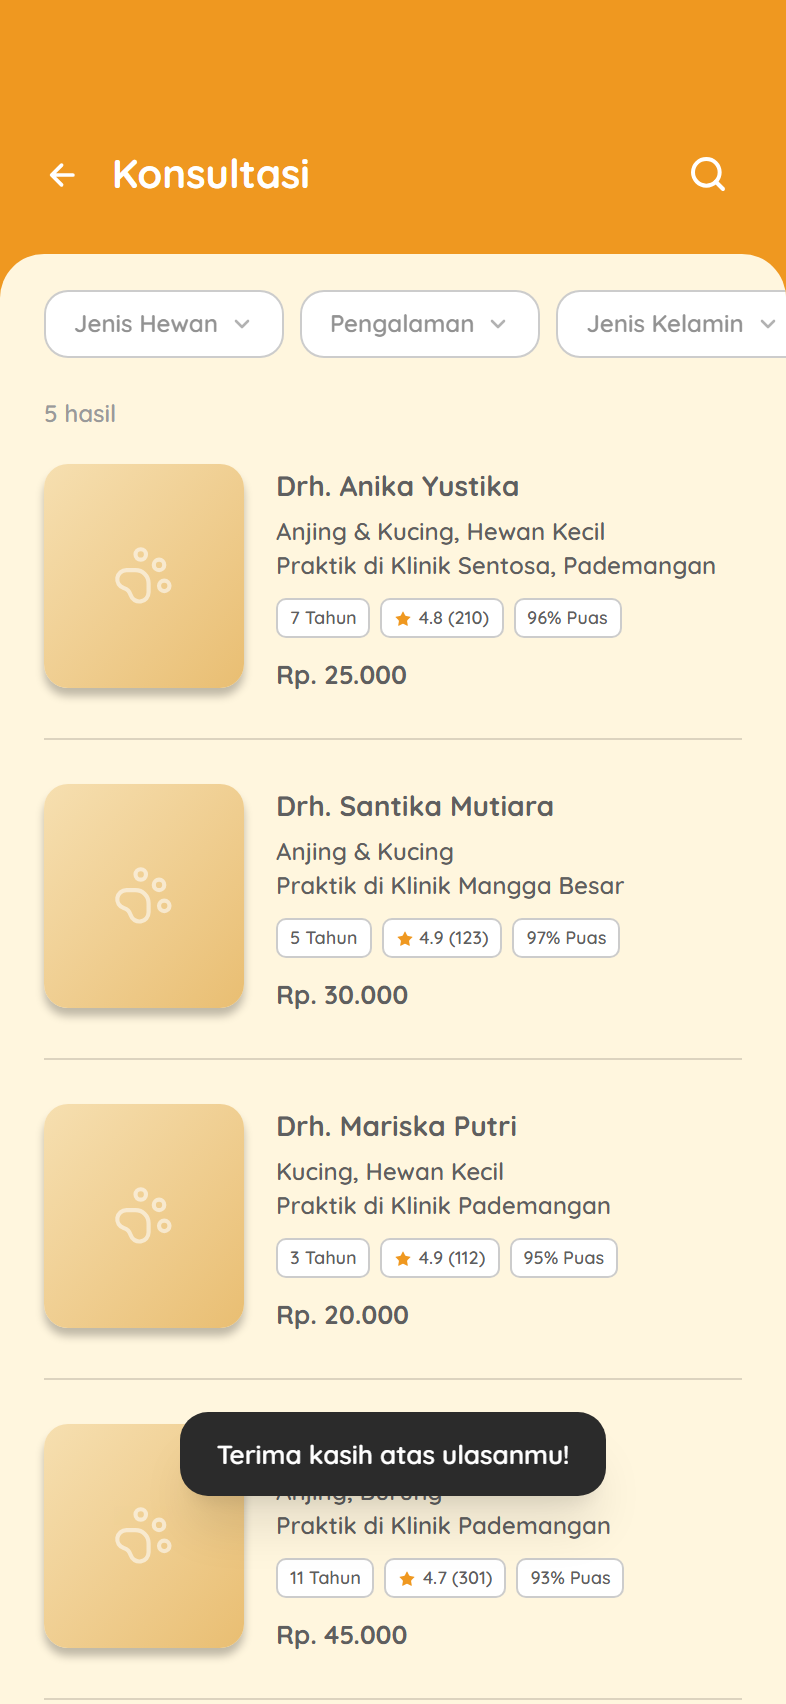 Konsultasi
Jenis Hewan
Pengalaman
Jenis Kelamin
5 hasil
Drh. Anika Yustika
Anjing & Kucing, Hewan Kecil
Praktik di Klinik Sentosa, Pademangan
7 Tahun
4.8 (210)
96% Puas
Rp. 25.000
Drh. Santika Mutiara
Anjing & Kucing
Praktik di Klinik Mangga Besar
5 Tahun
4.9 (123)
97% Puas
Rp. 30.000
Drh. Mariska Putri
Kucing, Hewan Kecil
Praktik di Klinik Pademangan
3 Tahun
4.9 (112)
95% Puas
Rp. 20.000
Terima kasih atas ulasanmu!
Anjing, Burung
Praktik di Klinik Pademangan
11 Tahun
4.7 (301)
93% Puas
Rp. 45.000